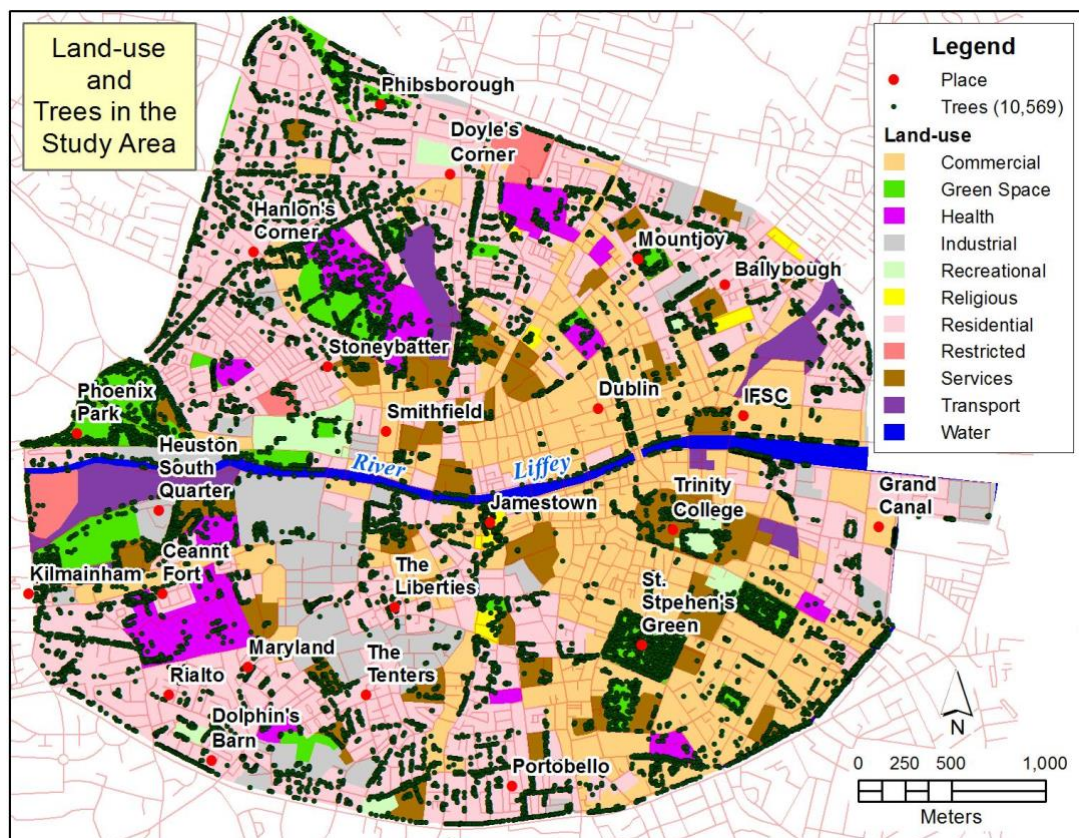 Land-use
and
Trees in the
Study Area
Phibsborough
Doyle's
Corner
Hanlon's
Corner
Mountjoy
Ballybough
Stoneybatter
Phoenix
Park
Smithfield
Dublin
IFSC
Heuston
South
Quarter
River
Liffey
Jamestown
Trinity
College
Grand
Canal
Kilmainham
Ceannt
Fort
The
Liberties
St.
Stpehen's
Green
Maryland
The
Tenters
Rialto
Dolphin's
Barn
Portobello
Legend
Place
Trees (10,569)
Land-use
Commercial
Green Space
Health
Industrial
Recreational
Religious
Residential
Restricted
Services
Transport
Water
N
0 250 500 1,000
Meters